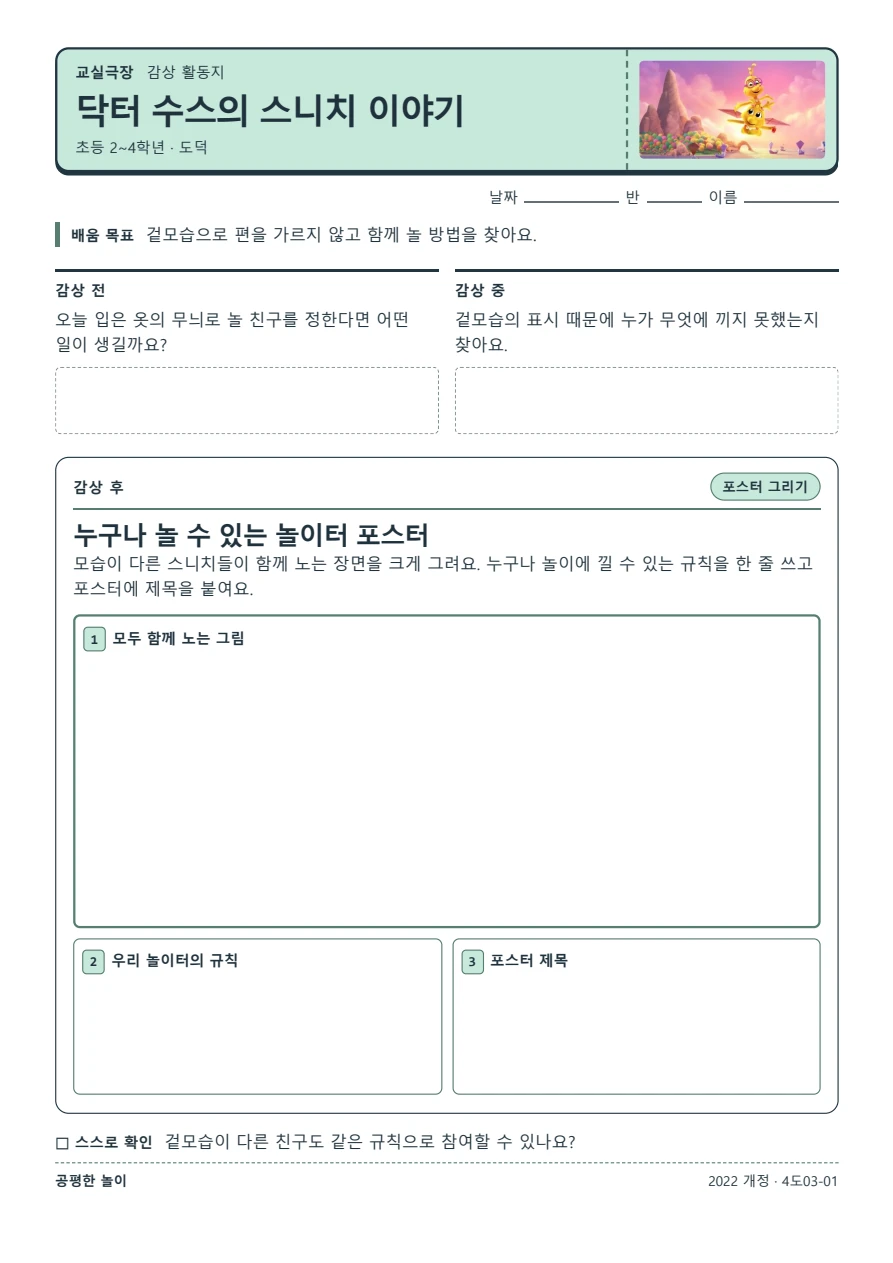 교실극장 감상 활동지
닥터 수스의 스니치 이야기
초등 2~4학년 · 도덕
날짜 반 이름
배움 목표 겉모습으로 편을 가르지 않고 함께 놀 방법을 찾아요.
감상 전
오늘 입은 옷의 무늬로 놀 친구를 정한다면 어떤
일이 생길까요?
감상 중
겉모습의 표시 때문에 누가 무엇에 끼지 못했는지
찾아요.
감상 후
포스터 그리기
누구나 놀 수 있는 놀이터 포스터
모습이 다른 스니치들이 함께 노는 장면을 크게 그려요. 누구나 놀이에 낄 수 있는 규칙을 한 줄 쓰고
포스터에 제목을 붙여요.
1 모두 함께 노는 그림
2 우리 놀이터의 규칙
3 포스터 제목
□ 스스로 확인 겉모습이 다른 친구도 같은 규칙으로 참여할 수 있나요?
공평한 놀이
2022 개정 · 4도03-01